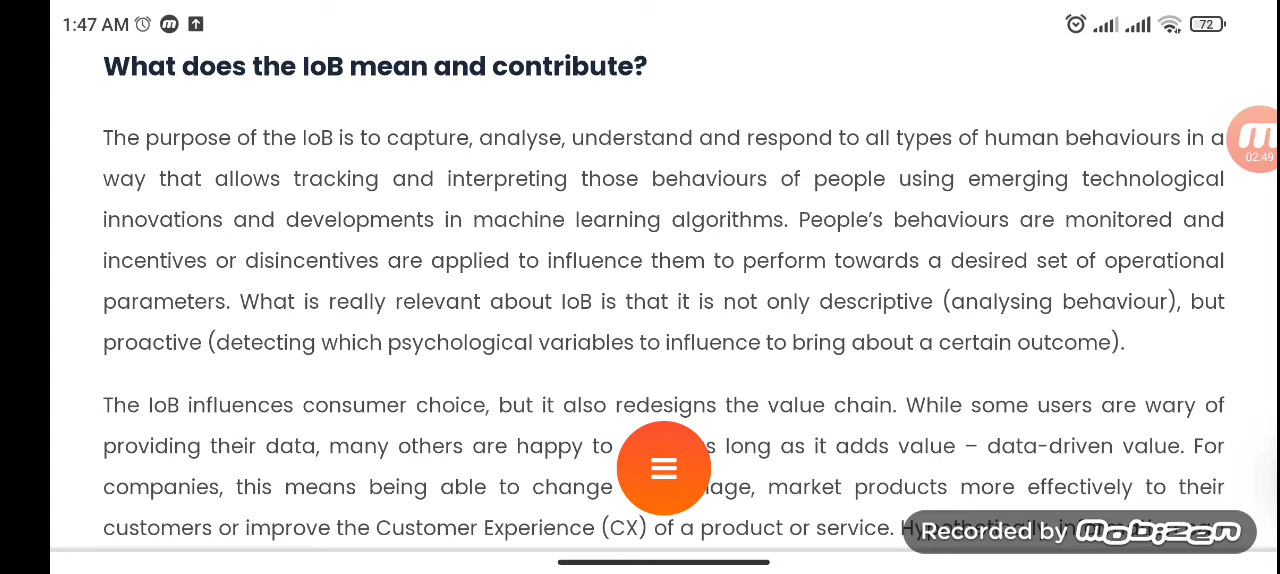 1:47 AM
72
What does the IoB mean and contribute?
02:49
The purpose of the IoB is to capture, analyse, understand and respond to all types of human behaviours in a
way that allows tracking and interpreting those behaviours of people using emerging technological
innovations and developments in machine learning algorithms. People’s behaviours are monitored and
incentives or disincentives are applied to influence them to perform towards a desired set of operational
parameters. What is really relevant about IoB is that it is not only descriptive (analysing behaviour), but
proactive (detecting which psychological variables to influence to bring about a certain outcome).
The IoB influences consumer choice, but it also redesigns the value chain. While some users are wary of
providing their data, many others are happy to long as it adds value – data-driven value. For
companies, this means being able to change market products more effectively to their
customers or improve the Customer Experience (CX) of a product or service.
Recorded by mobizen